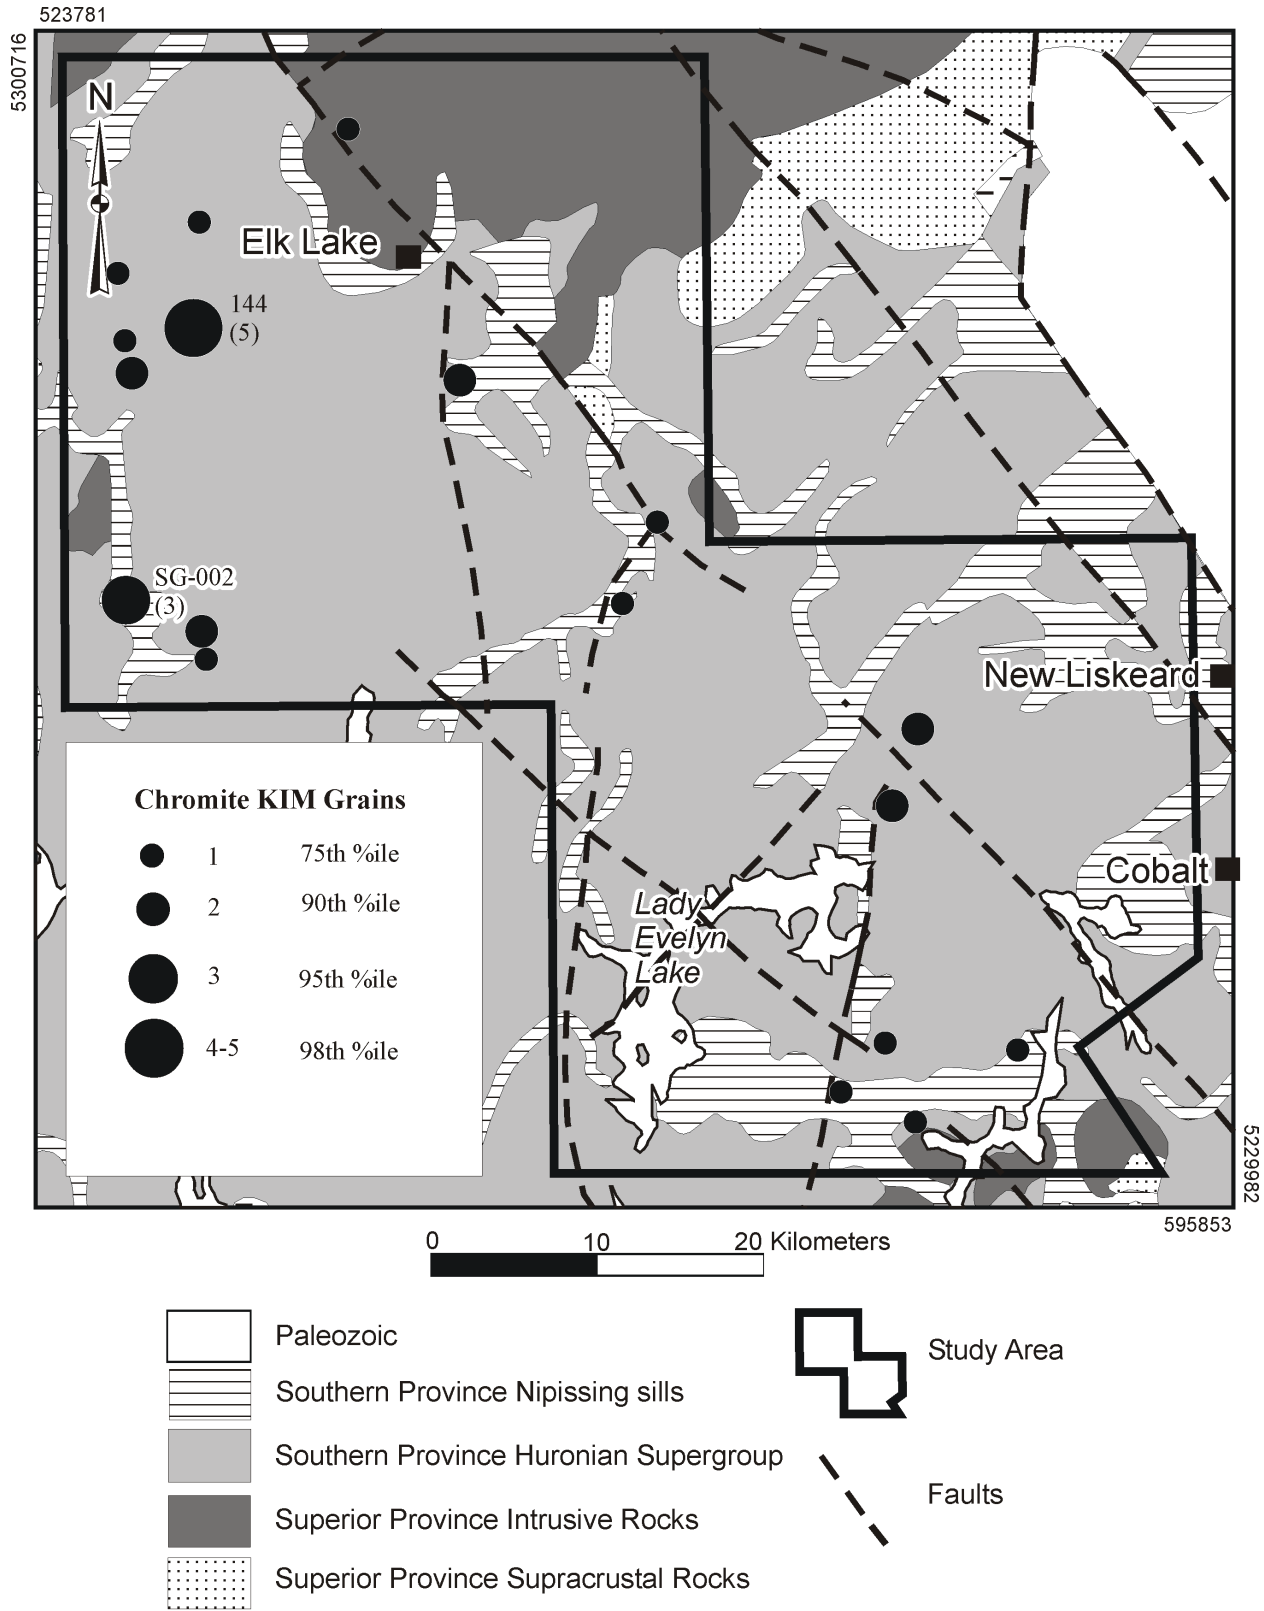 523781
5300716
N
Elk Lake
144
(5)
SG-002
(3)
New Liskeard
Cobalt
Lady
Evelyn
Lake
Chromite KIM Grains
1 75th %ile
2 90th %ile
3 95th %ile
4-5 98th %ile
5229982
595853
0 10 20 Kilometers
Paleozoic
Southern Province Nipissing sills
Southern Province Huronian Supergroup
Superior Province Intrusive Rocks
Superior Province Supracrustal Rocks
Study Area
Faults